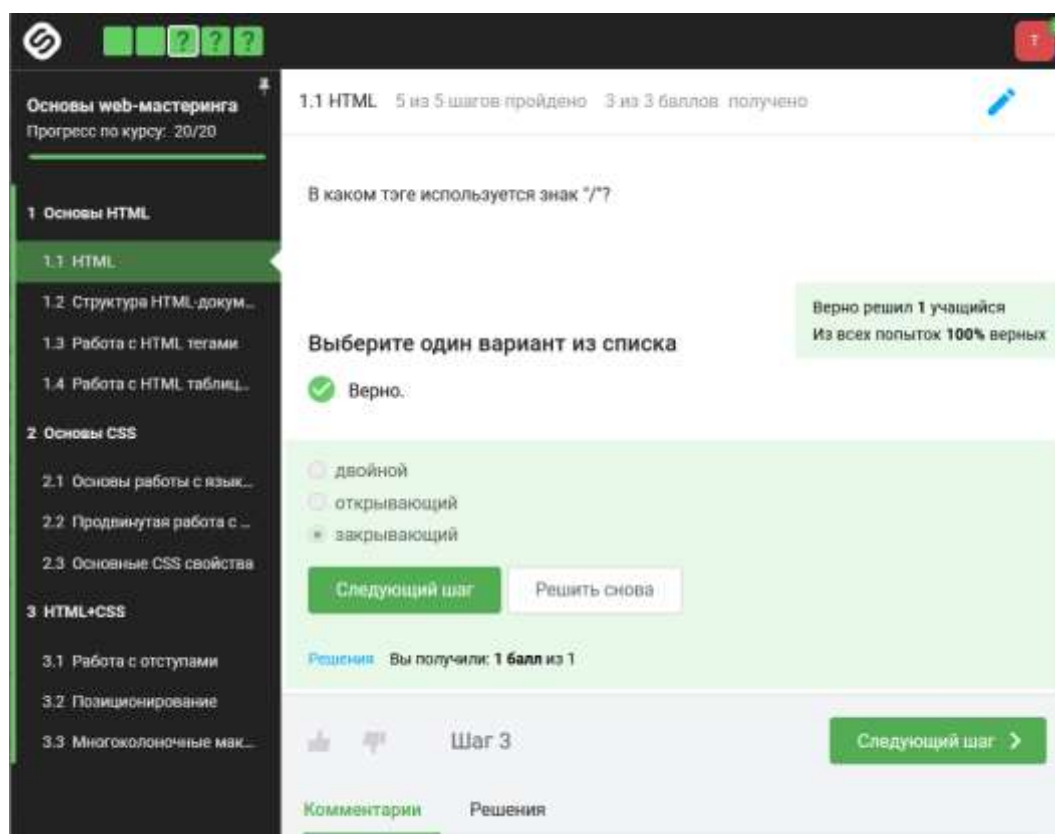 ? ? ?
T
Основы web-мастеринга
Прогресс по курсу: 20/20
1 Основы HTML
1.1 HTML
1.2 Структура HTML-докум...
1.3 Работа с HTML тегами
1.4 Работа с HTML таблиц...
2 Основы CSS
2.1 Основы работы с язык...
2.2 Продвинутая работа с ...
2.3 Основные CSS свойства
3 HTML+CSS
3.1 Работа с отступами
3.2 Позиционирование
3.3 Многоколоночные мак...
1.1 HTML 5 из 5 шагов пройдено 3 из 3 баллов получено
В каком тэге используется знак "/"?
Верно решил 1 учащийся
Из всех попыток 100% верных
Выберите один вариант из списка
Верно.
двойной
открывающий
закрывающий
Следующий шаг Решить снова
Решения Вы получили: 1 балл из 1
Шаг 3 Следующий шаг
Комментарии Решения